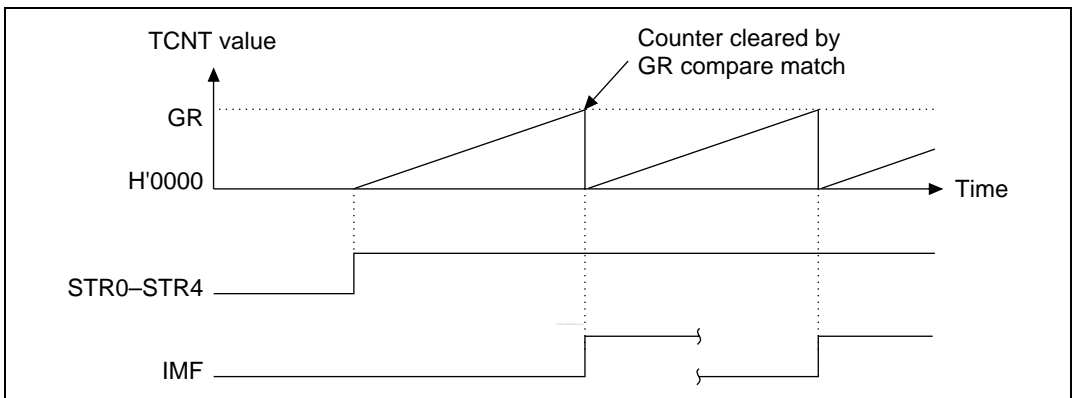 TCNT value
Counter cleared by
GR compare match
GR
H'0000
Time
STR0–STR4
IMF